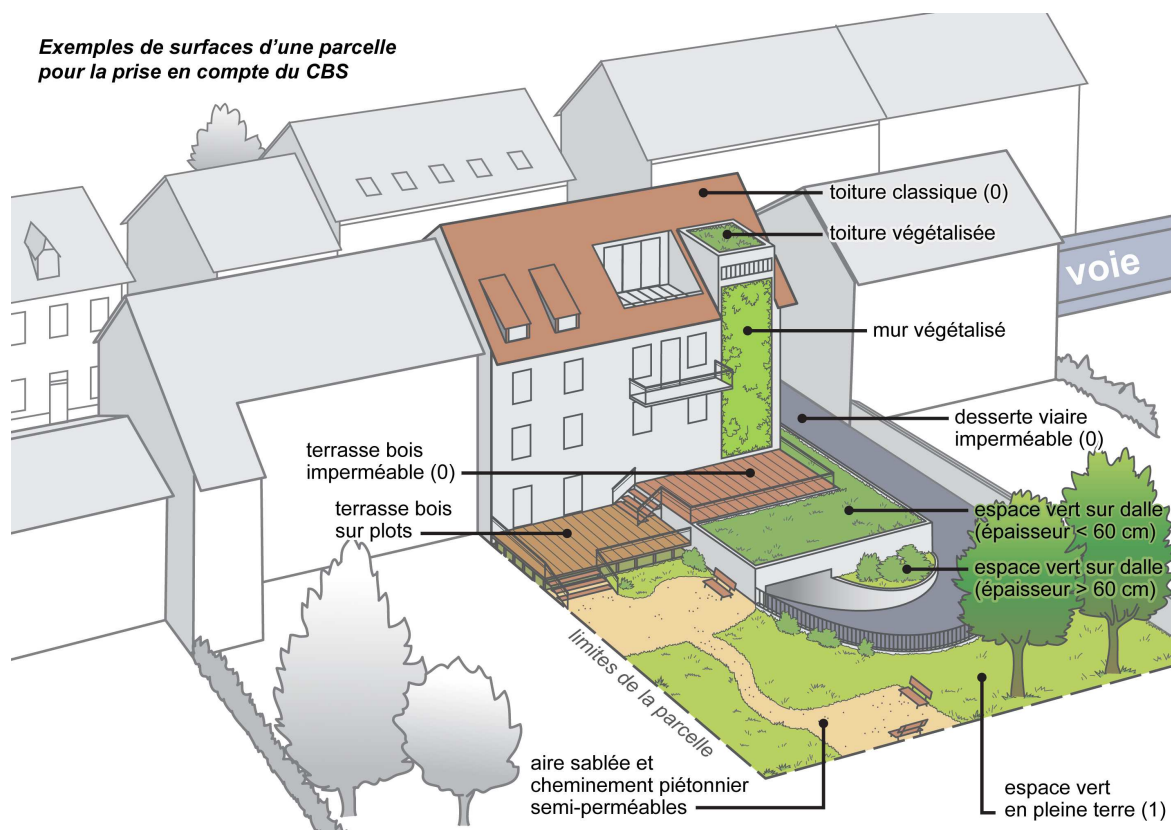 Exemples de surfaces d'une parcelle
pour la prise en compte du CBS
toiture classique (0)
toiture végétalisée
voie
mur végétalisé
desserte viaire
imperméable (0)
terrasse bois
imperméable (0)
terrasse bois
sur plots
espace vert sur dalle
(épaisseur < 60 cm)
espace vert sur dalle
(épaisseur > 60 cm)
limites de la parcelle
aire sablée et
cheminement piétonnier
semi-perméables
espace vert
en pleine terre (1)